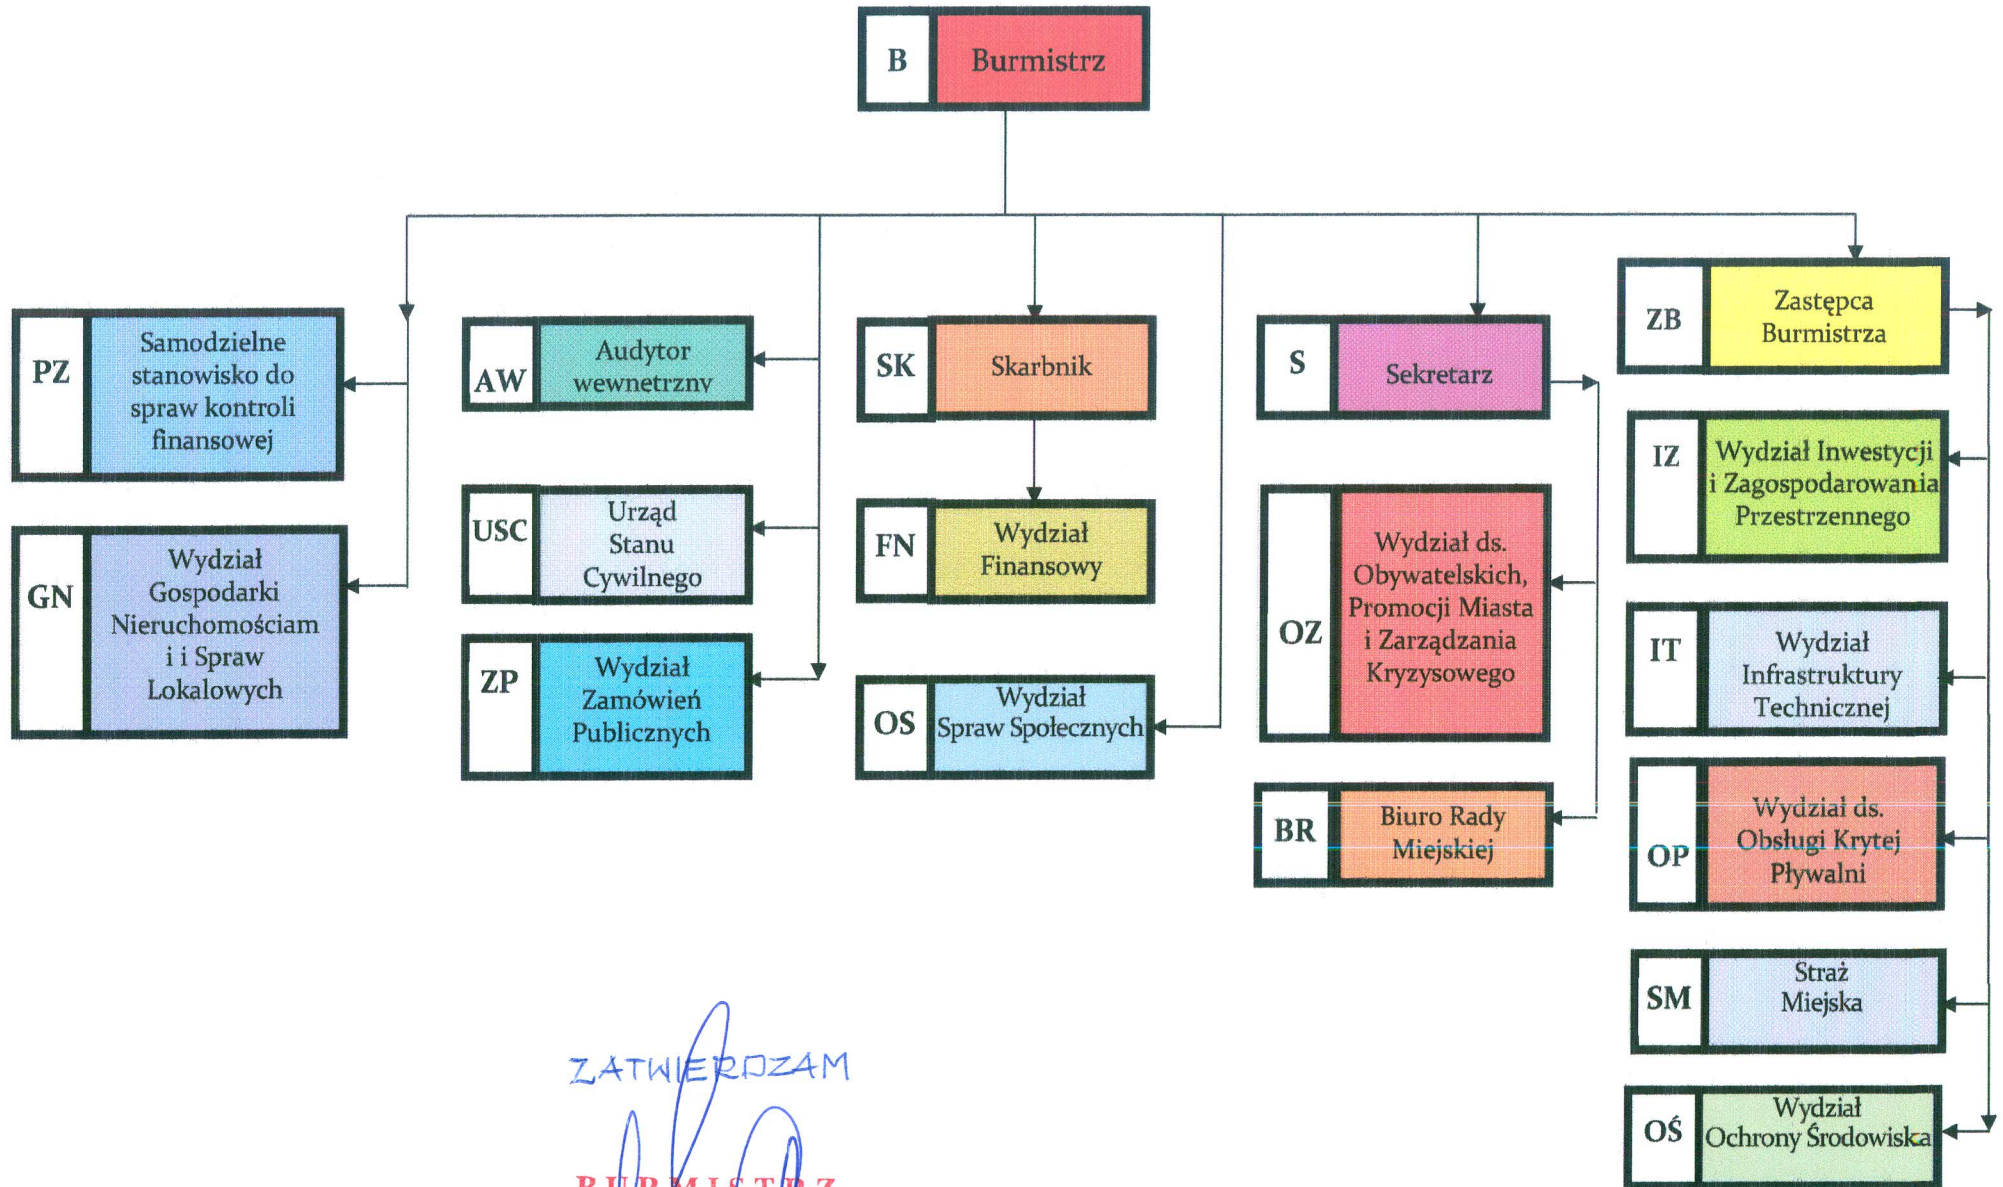 B
Burmistrz
PZ
Samodzielne
stanowisko do
spraw kontroli
finansowej
GN
Wydział
Gospodarki
Nieruchomościam
i i Spraw
Lokalowych
AW
Audytor
wewnetrzny
USC
Urząd
Stanu
Cywilnego
ZP
Wydział
Zamówień
Publicznych
SK
Skarbnik
FN
Wydział
Finansowy
OS
Wydział
Spraw Społecznych
S
Sekretarz
OZ
Wydział ds.
Obywatelskich,
Promocji Miasta
i Zarządzania
Kryzysowego
BR
Biuro Rady
Miejskiej
ZB
Zastępca
Burmistrza
IZ
Wydział Inwestycji
i Zagospodarowania
Przestrzennego
IT
Wydział
Infrastruktury
Technicznej
OP
Wydział ds.
Obsługi Krytej
Pływalni
SM
Straż
Miejska
OŚ
Wydział
Ochrony Środowiska
ZATWIERDZAM
BURMISTRZ